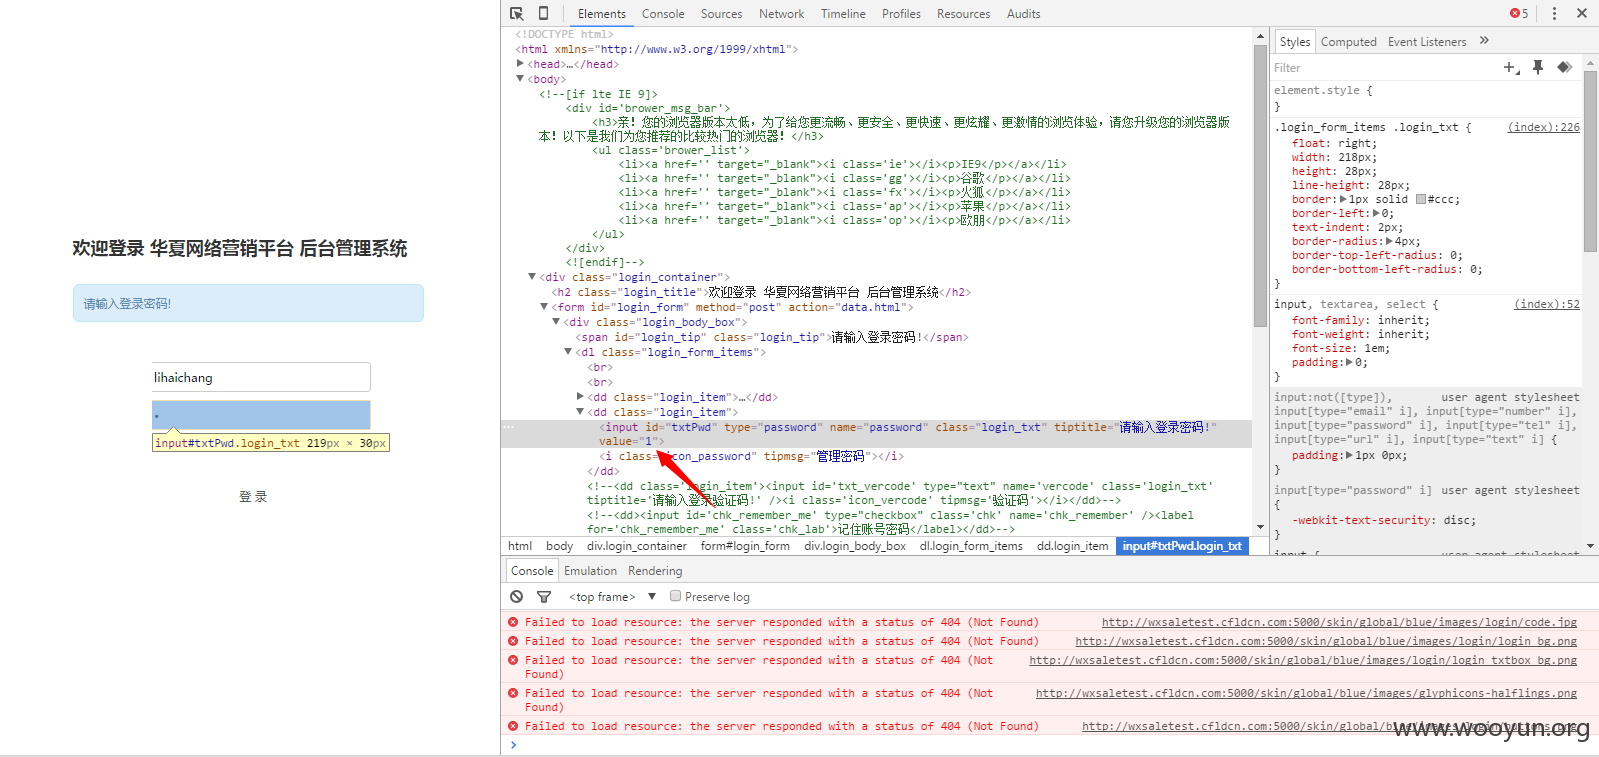 欢迎登录 华夏网络营销平台 后台管理系统
请输入登录密码!
lihaichang
•
input#txtPwd.login_txt 219px × 30px
登 录
Elements Console Sources Network Timeline Profiles Resources Audits
5
<!DOCTYPE html>
<html xmlns="http://www.w3.org/1999/xhtml">
<head>…</head>
<body>
<!--[if lte IE 9]>
<div id='brower_msg_bar'>
<h3>亲! 您的浏览器版本太低，为了给您更流畅、更安全、更快速、更炫耀、更激情的浏览体验，请您升级您的浏览器版
本! 以下是我们为您推荐的比较热门的浏览器! </h3>
<ul class='brower_list'>
<li><a href='' target="_blank"><i class='ie'></i><p>IE9</p></a></li>
<li><a href='' target="_blank"><i class='gg'></i><p>谷歌</p></a></li>
<li><a href='' target="_blank"><i class='fx'></i><p>火狐</p></a></li>
<li><a href='' target="_blank"><i class='ap'></i><p>苹果</p></a></li>
<li><a href='' target="_blank"><i class='op'></i><p>欧朋</p></a></li>
</ul>
</div>
<![endif]-->
<div class="login_container">
<h2 class="login_title">欢迎登录 华夏网络营销平台 后台管理系统</h2>
<form id="login_form" method="post" action="data.html">
<div class="login_body_box">
<span id="login_tip" class="login_tip">请输入登录密码!</span>
<dl class="login_form_items">
<br>
<br>
<dd class="login_item">…</dd>
<dd class="login_item">
<input id="txtPwd" type="password" name="password" class="login_txt" tiptitle="请输入登录密码!"
value="1">
<i class="icon_password" tipmsg="管理密码"></i>
</dd>
<!--<dd class='login_item'><input id='txt_vercode' type="text" name='vercode' class='login_txt'
tiptitle='请输入登录验证码!' /><i class='icon_vercode' tipmsg='验证码'></i></dd>-->
<!--<dd><input id='chk_remember_me' type="checkbox" class='chk' name='chk_remember' /><label
for='chk_remember_me' class='chk_lab'>记住账号密码</label></dd>-->
html body div.login_container form#login_form div.login_body_box dl.login_form_items dd.login_item input#txtPwd.login_txt
Styles Computed Event Listeners »
Filter
element.style {
}
.login_form_items .login_txt { (index):226
float: right;
width: 218px;
height: 28px;
line-height: 28px;
border: 1px solid #ccc;
border-left: 0;
text-indent: 2px;
border-radius: 4px;
border-top-left-radius: 0;
border-bottom-left-radius: 0;
}
input, textarea, select { (index):52
font-family: inherit;
font-weight: inherit;
font-size: 1em;
padding: 0;
}
input:not([type]), user agent stylesheet
input[type="email" i], input[type="number" i],
input[type="password" i], input[type="tel" i],
input[type="url" i], input[type="text" i] {
padding: 1px 0px;
}
input[type="password" i] user agent stylesheet
{
-webkit-text-security: disc;
}
input { user agent stylesheet
Console Emulation Rendering
<top frame> ▼ Preserve log
Failed to load resource: the server responded with a status of 404 (Not Found) http://wxsaletest.cfldcn.com:5000/skin/global/blue/images/login/code.jpg
Failed to load resource: the server responded with a status of 404 (Not Found) http://wxsaletest.cfldcn.com:5000/skin/global/blue/images/login/login_bg.png
Failed to load resource: the server responded with a status of 404 (Not http://wxsaletest.cfldcn.com:5000/skin/global/blue/images/login/login_txtbox_bg.png
Found)
Failed to load resource: the server responded with a status of 404 (Not http://wxsaletest.cfldcn.com:5000/skin/global/blue/images/glyphicons-halflings.png
Found)
Failed to load resource: the server responded with a status of 404 (Not Found) http://wxsaletest.cfldcn.com:5000/skin/global/blue/images/login/buttons.png
www.wooyun.org